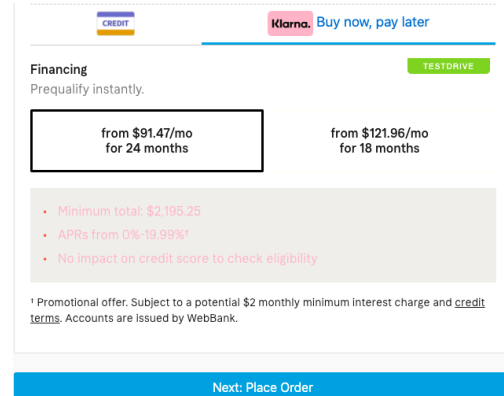 CREDIT
Klarna. Buy now, pay later
Financing
TESTDRIVE
Prequalify instantly.
from $91.47/mo
for 24 months
from $121.96/mo
for 18 months
• Minimum total: $2,195.25
• APRs from 0%-19.99%†
• No impact on credit score to check eligibility
† Promotional offer. Subject to a potential $2 monthly minimum interest charge and credit
terms. Accounts are issued by WebBank.
Next: Place Order